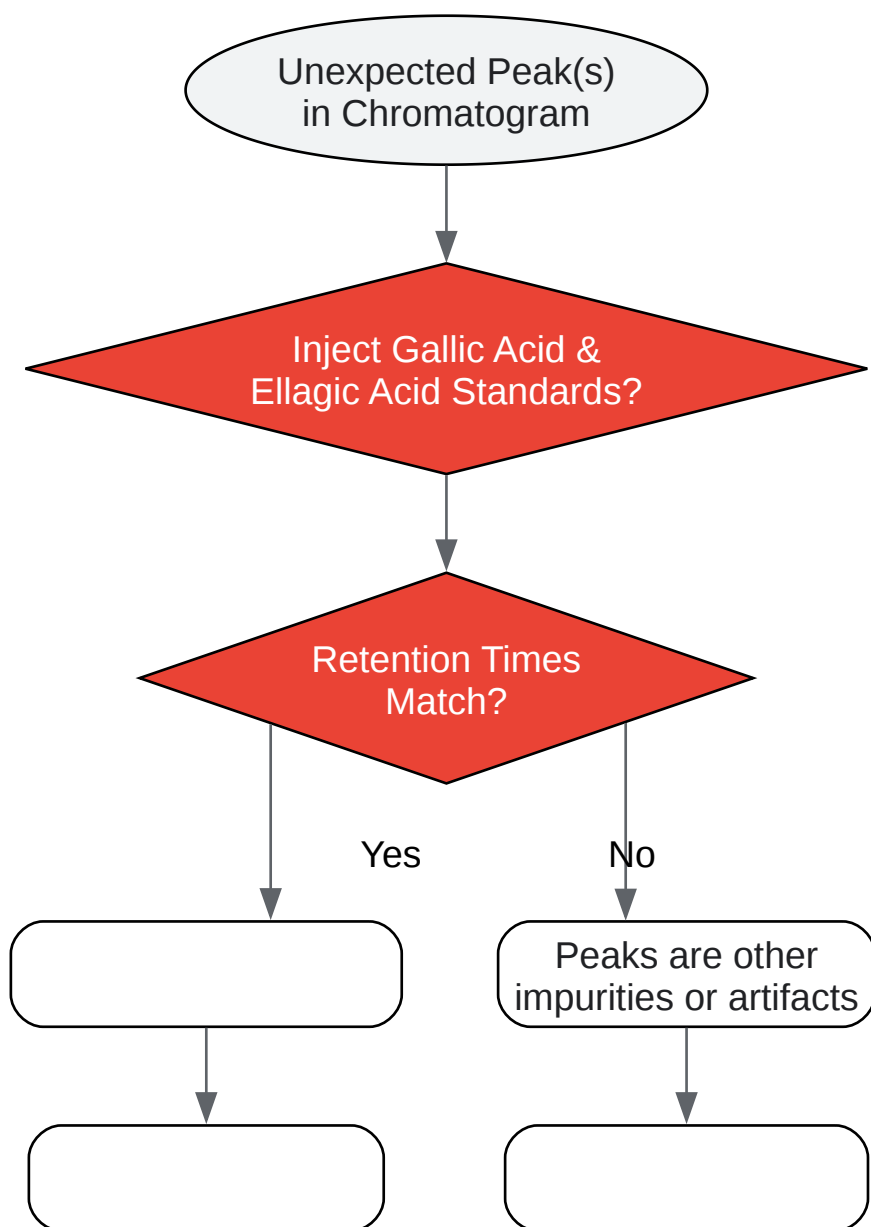 Unexpected Peak(s)
in Chromatogram
Inject Gallic Acid &
Ellagic Acid Standards?
Retention Times
Match?
Yes
No
Peaks are other
impurities or artifacts